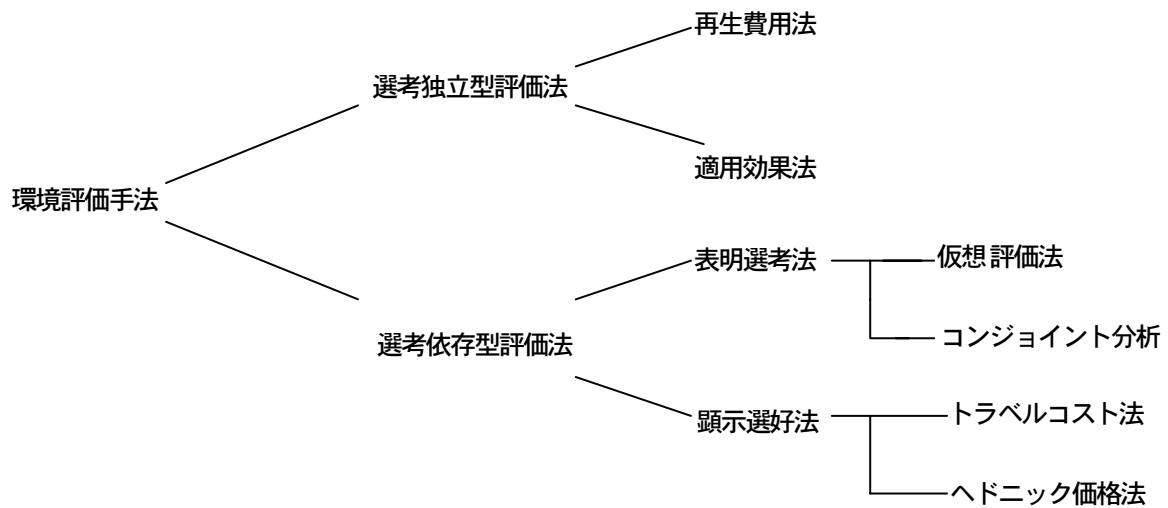 再生費用法
選考独立型評価法
適用効果法
環境評価手法
表明選考法
仮想評価法
コンジョイント分析
選考依存型評価法
顕示選好法
トラベルコスト法
ヘドニック価格法